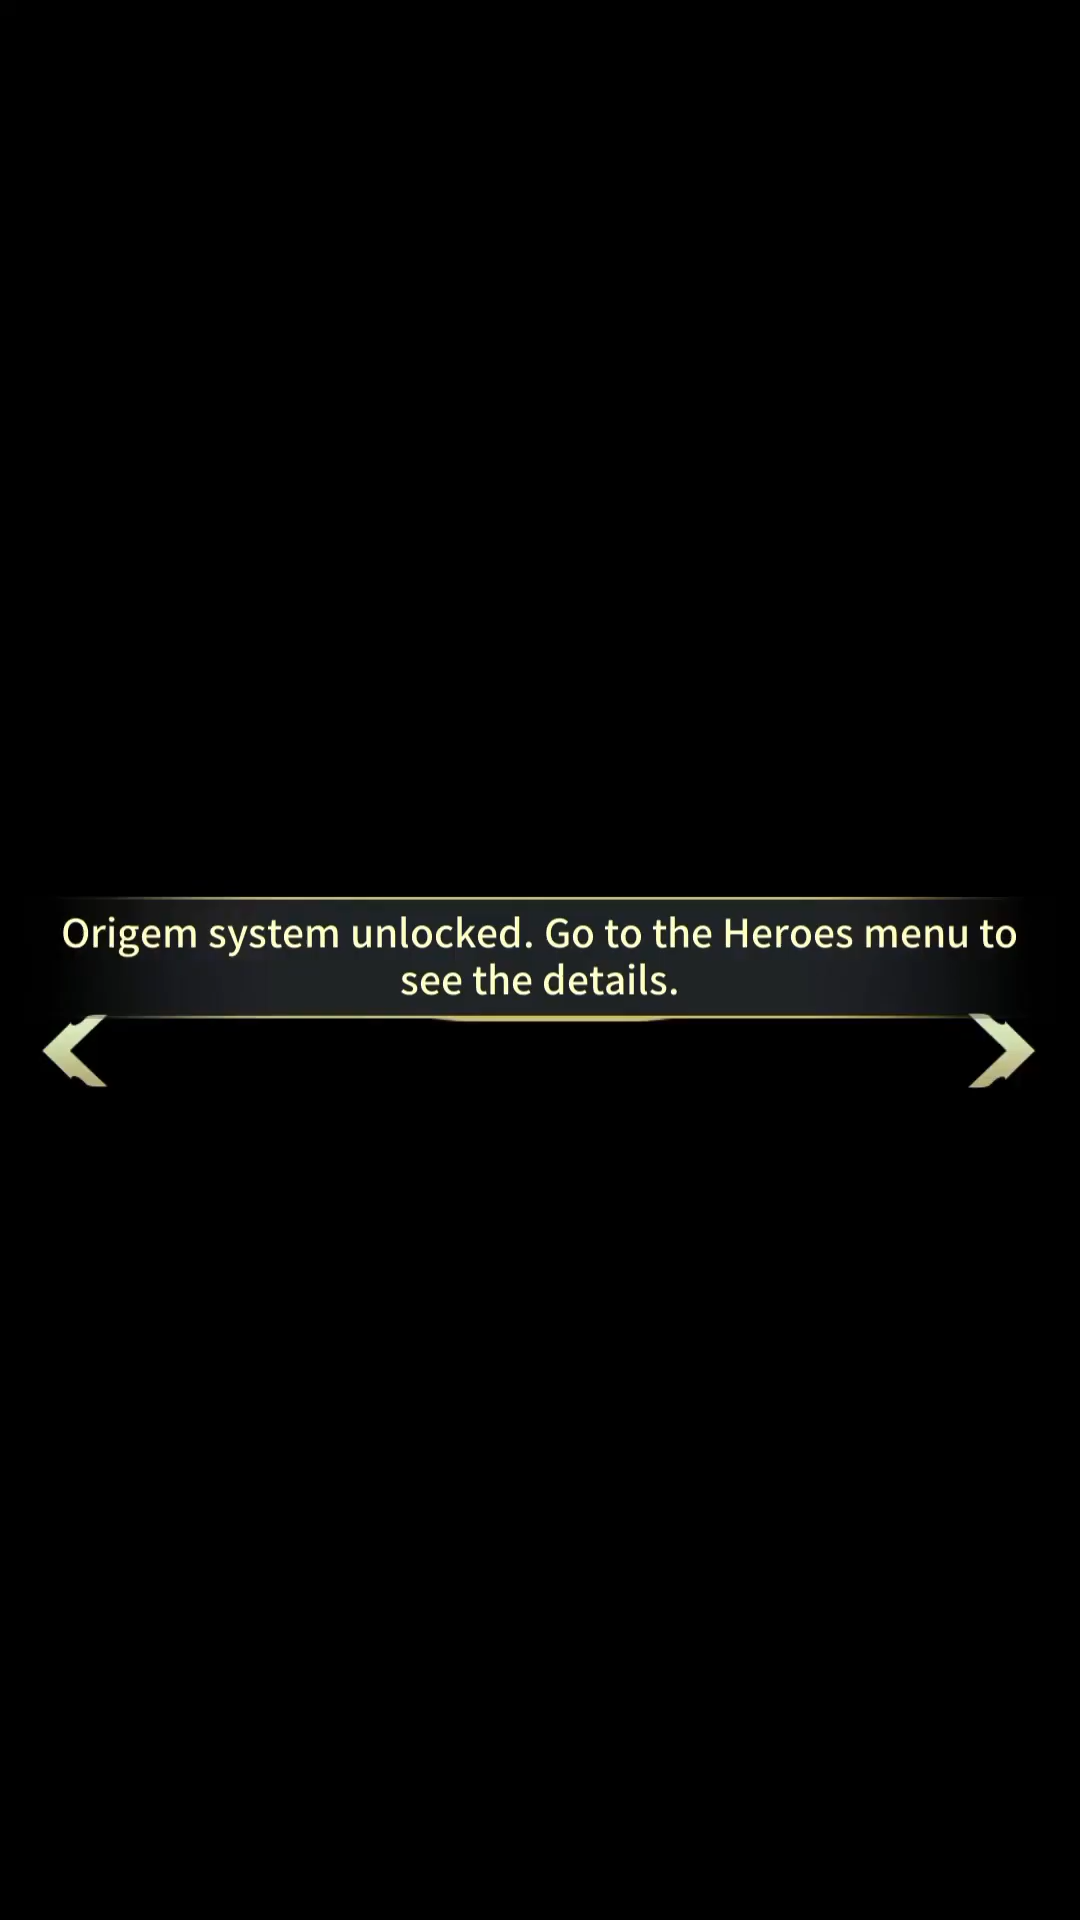 Origem system unlocked. Go to the Heroes menu to
see the details.